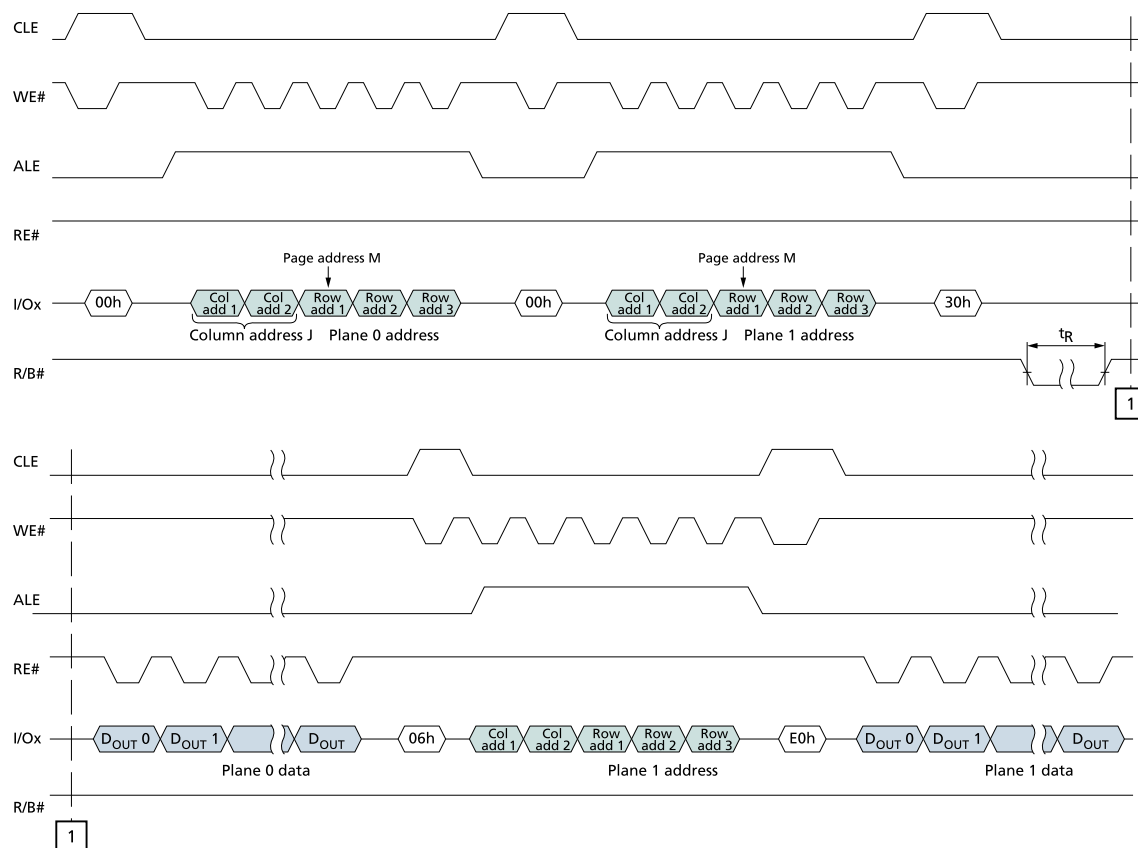 CLE
WE#
ALE
RE#
Page address M
Page address M
I/Ox
00h
Col add 1
Col add 2
Row add 1
Row add 2
Row add 3
00h
Col add 1
Col add 2
Row add 1
Row add 2
Row add 3
30h
Column address J
Plane 0 address
Column address J
Plane 1 address
tR
R/B#
1
CLE
WE#
ALE
RE#
I/Ox
DOUT 0
DOUT 1
DOUT
06h
Col add 1
Col add 2
Row add 1
Row add 2
Row add 3
E0h
DOUT 0
DOUT 1
DOUT
Plane 0 data
Plane 1 address
Plane 1 data
R/B#
1